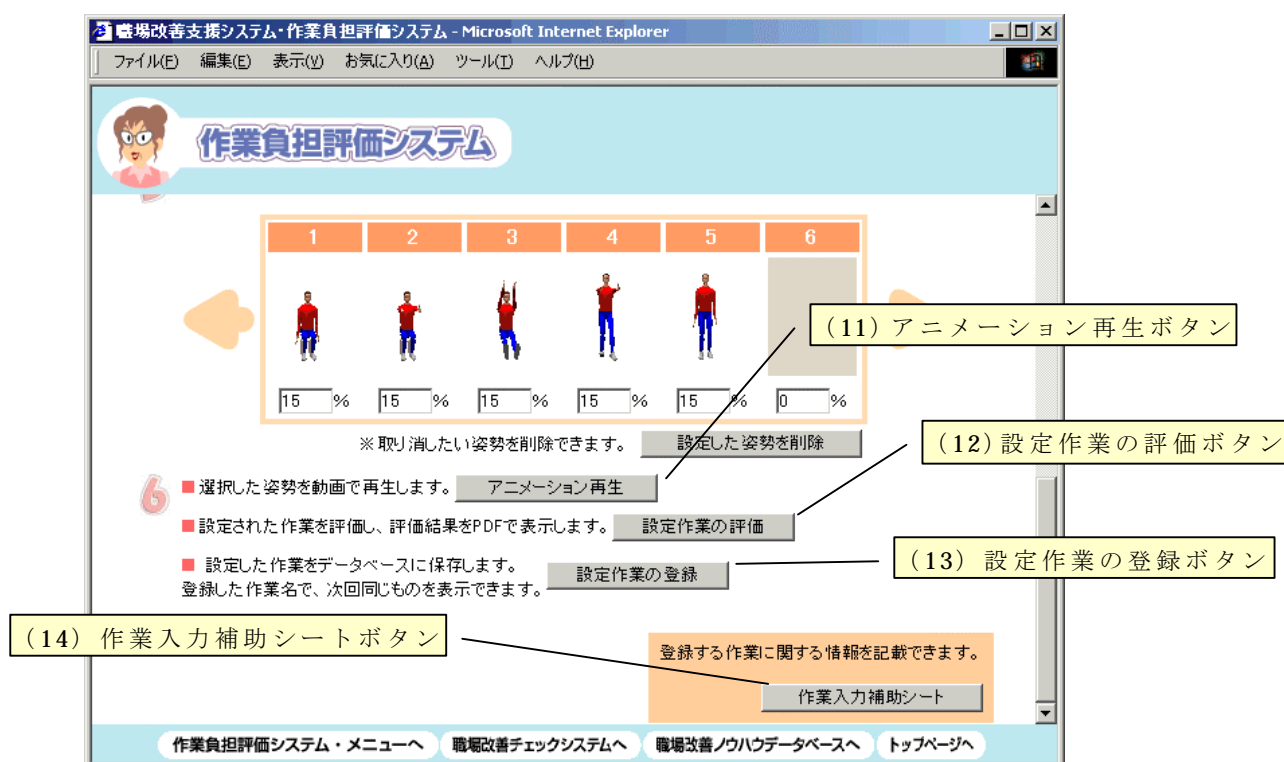 職場改善支援システム・作業負担評価システム - Microsoft Internet Explorer
ファイル(F) 編集(E) 表示(V) お気に入り(A) ツール(T) ヘルプ(H)
作業負担評価システム
1 2 3 4 5 6
15 % 15 % 15 % 15 % 15 % 0 %
(11)アニメーション再生ボタン
※取り消したい姿勢を削除できます。 設定した姿勢を削除
(12)設定作業の評価ボタン
6 ■選択した姿勢を動画で再生します。 アニメーション再生
■設定された作業を評価し、評価結果をPDFで表示します。 設定作業の評価
■ 設定した作業をデータベースに保存します。
登録した作業名で、次回同じものを表示できます。 設定作業の登録
(13) 設定作業の登録ボタン
(14) 作業入力補助シートボタン
登録する作業に関する情報を記載できます。
作業入力補助シート
作業負担評価システム・メニューへ 職場改善チェックシステムへ 職場改善ノウハウデータベースへ トップページへ